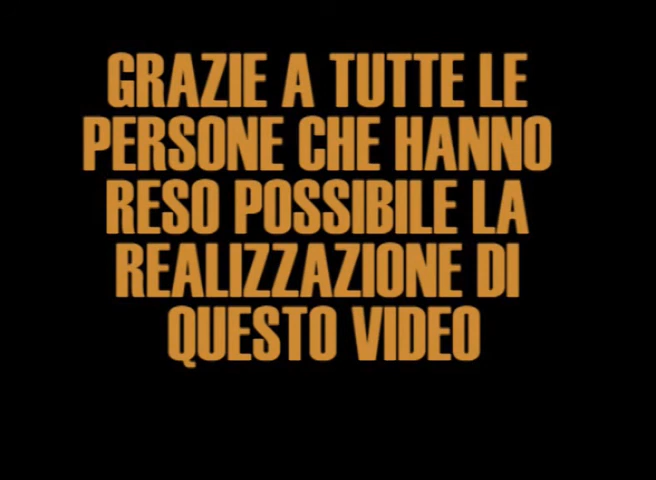 GRAZIE A TUTTE LE
PERSONE CHE HANNO
RESO POSSIBILE LA
REALIZZAZIONE DI
QUESTO VIDEO